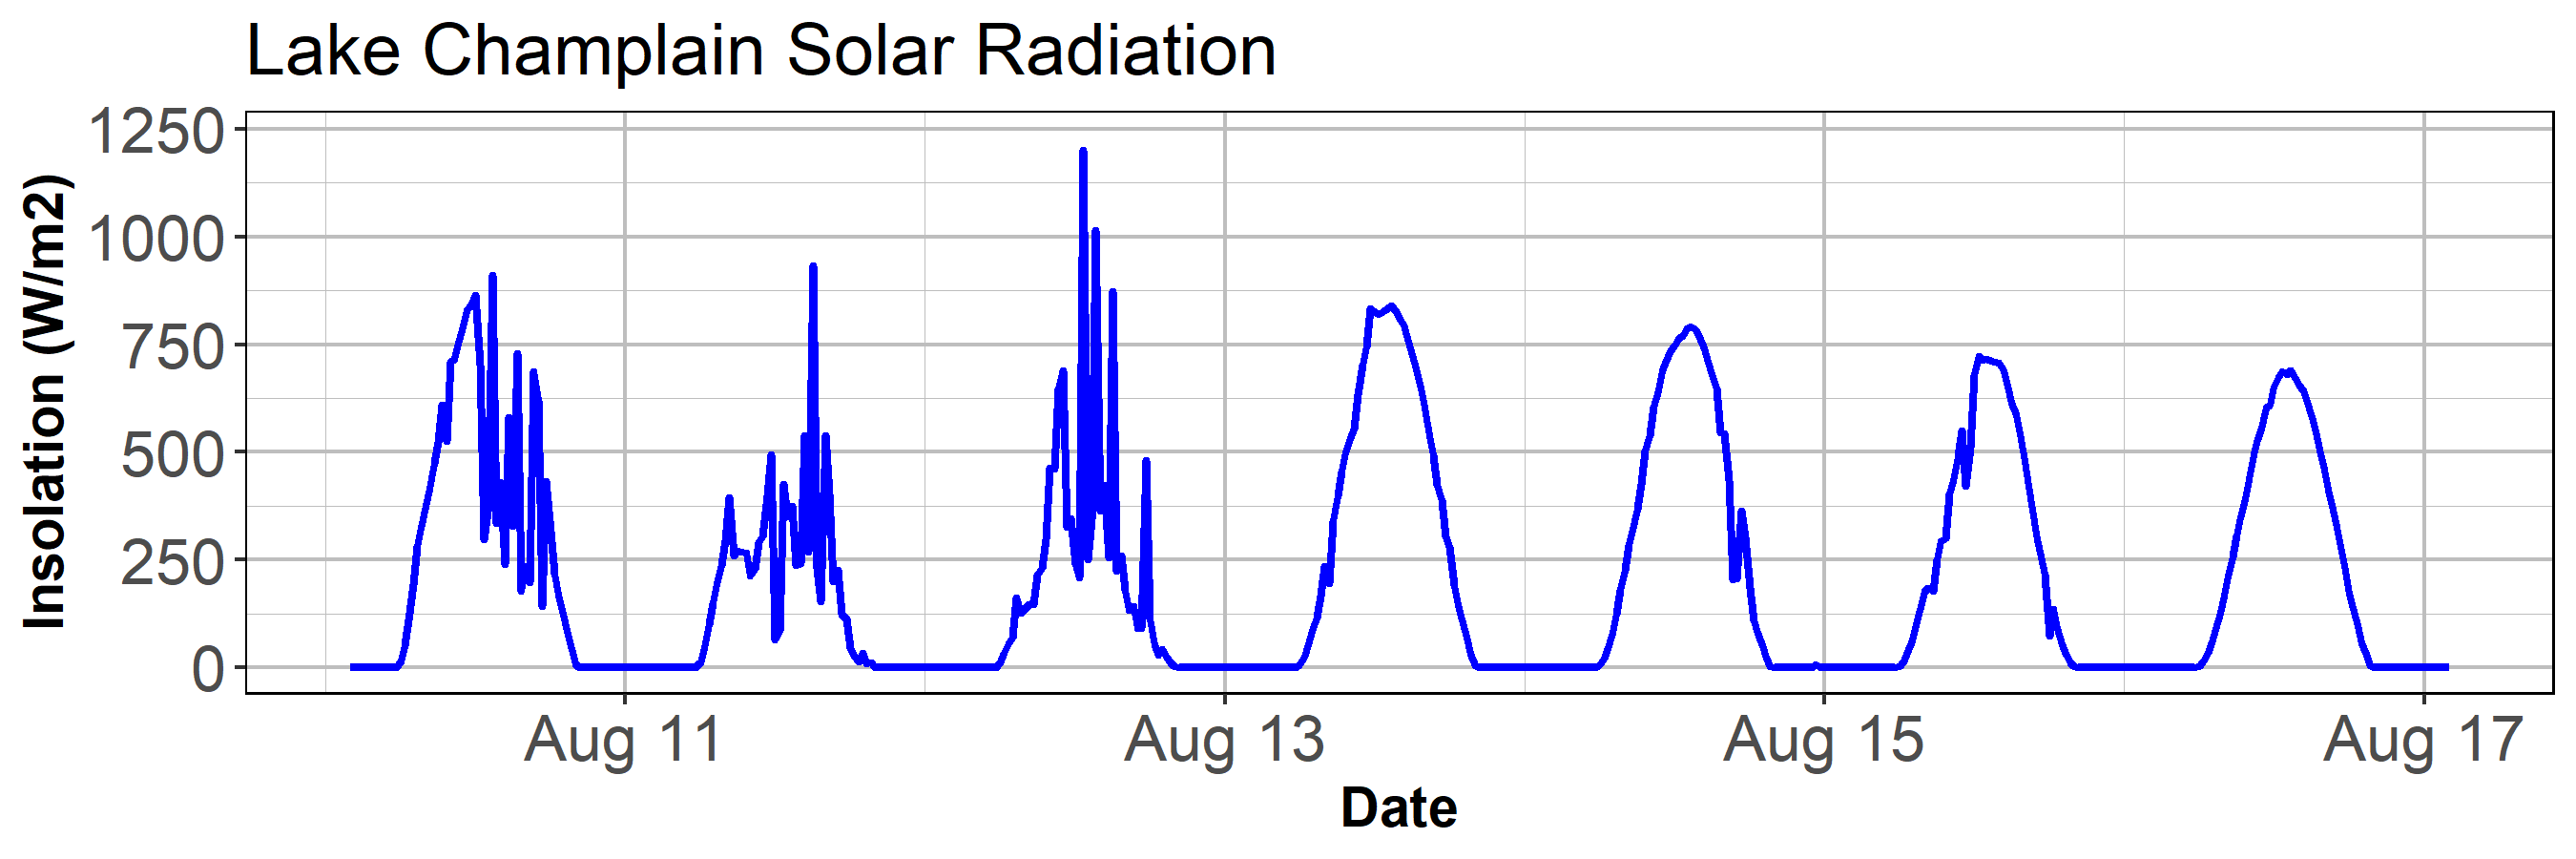 Lake Champlain Solar Radiation
1250
1000
750
500
250
0
Insolation (W/m2)
Aug 11 Aug 13 Aug 15 Aug 17
Date